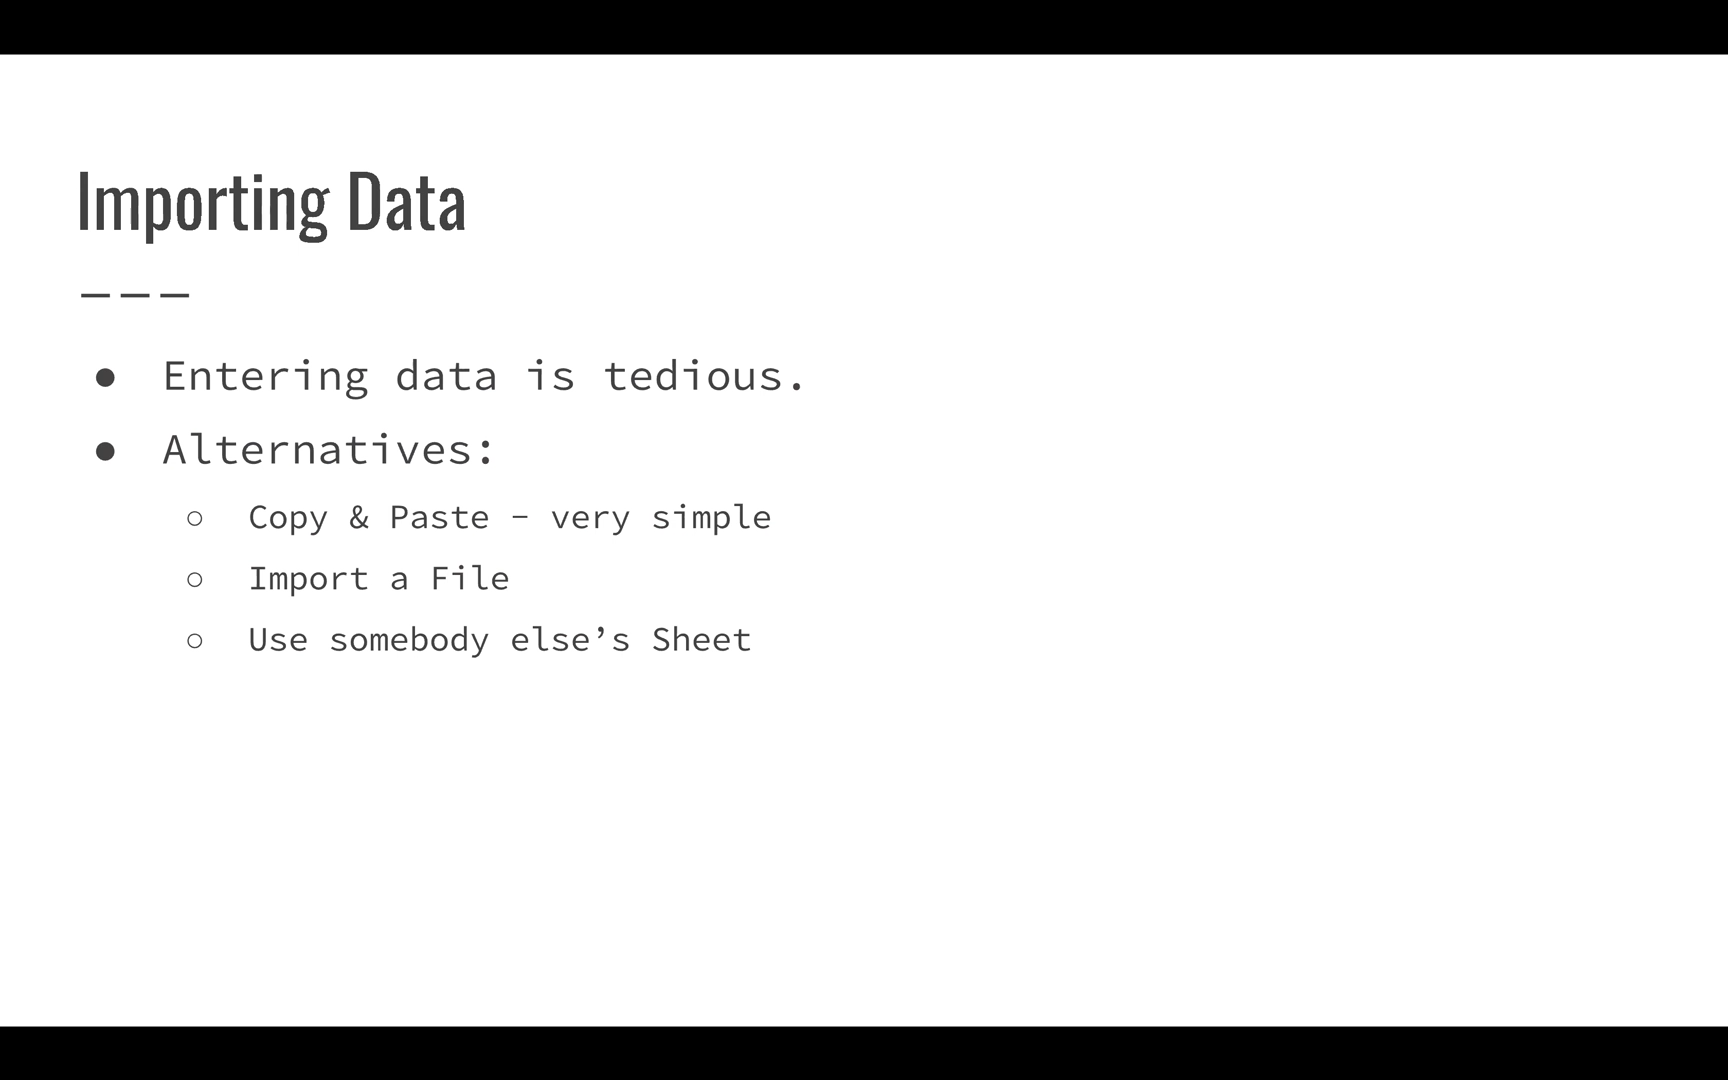 Importing Data
———
● Entering data is tedious.
● Alternatives:
○ Copy & Paste - very simple
○ Import a File
○ Use somebody else’s Sheet